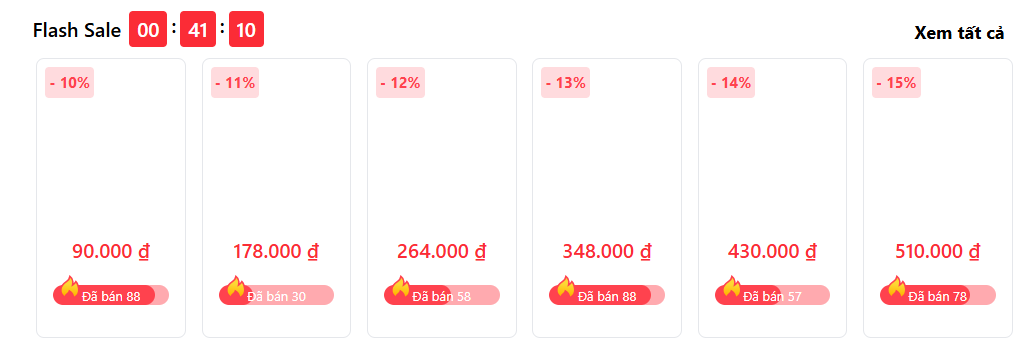 Flash Sale 00 : 41 : 10
Xem tất cả
- 10%
- 11%
- 12%
- 13%
- 14%
- 15%
90.000 ₫
178.000 ₫
264.000 ₫
348.000 ₫
430.000 ₫
510.000 ₫
Đã bán 88
Đã bán 30
Đã bán 58
Đã bán 88
Đã bán 57
Đã bán 78